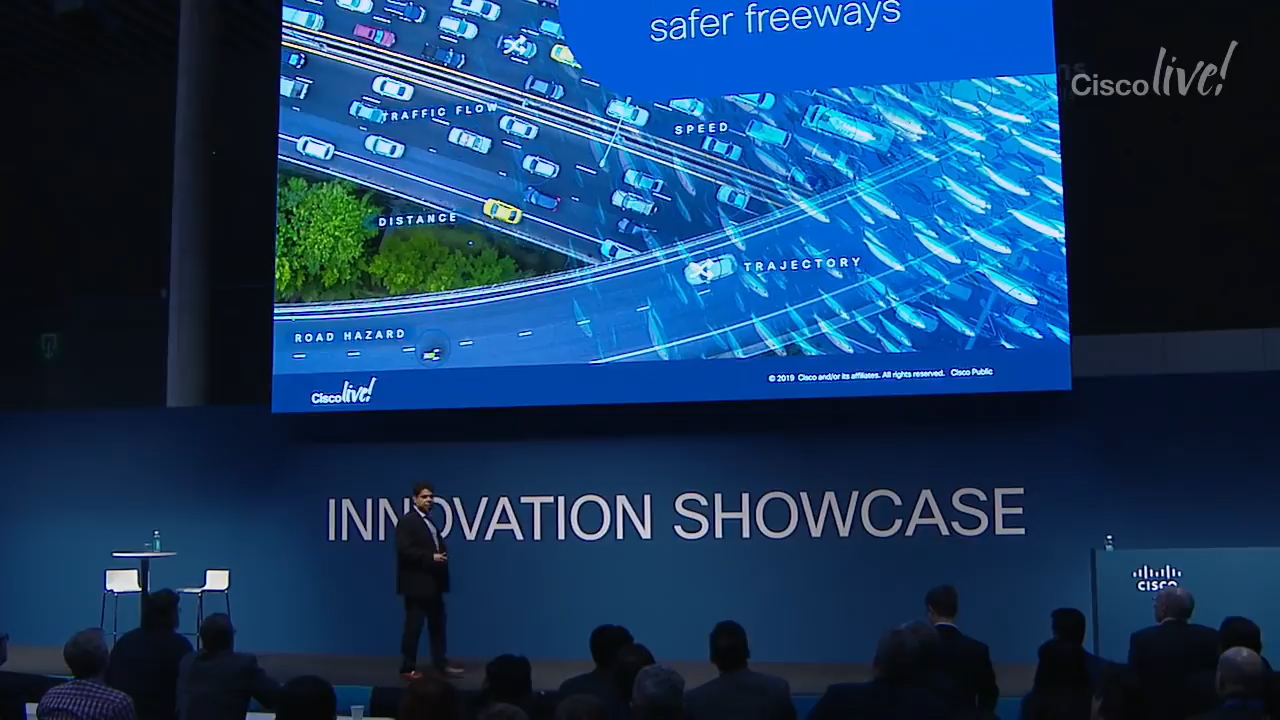 safer freeways
Cisco live!
TRAFFIC FLOW
SPEED
DISTANCE
TRAJECTORY
ROAD HAZARD
© 2019 Cisco and/or its affiliates. All rights reserved. Cisco Public
Cisco live!
INNOVATION SHOWCASE
CISCO